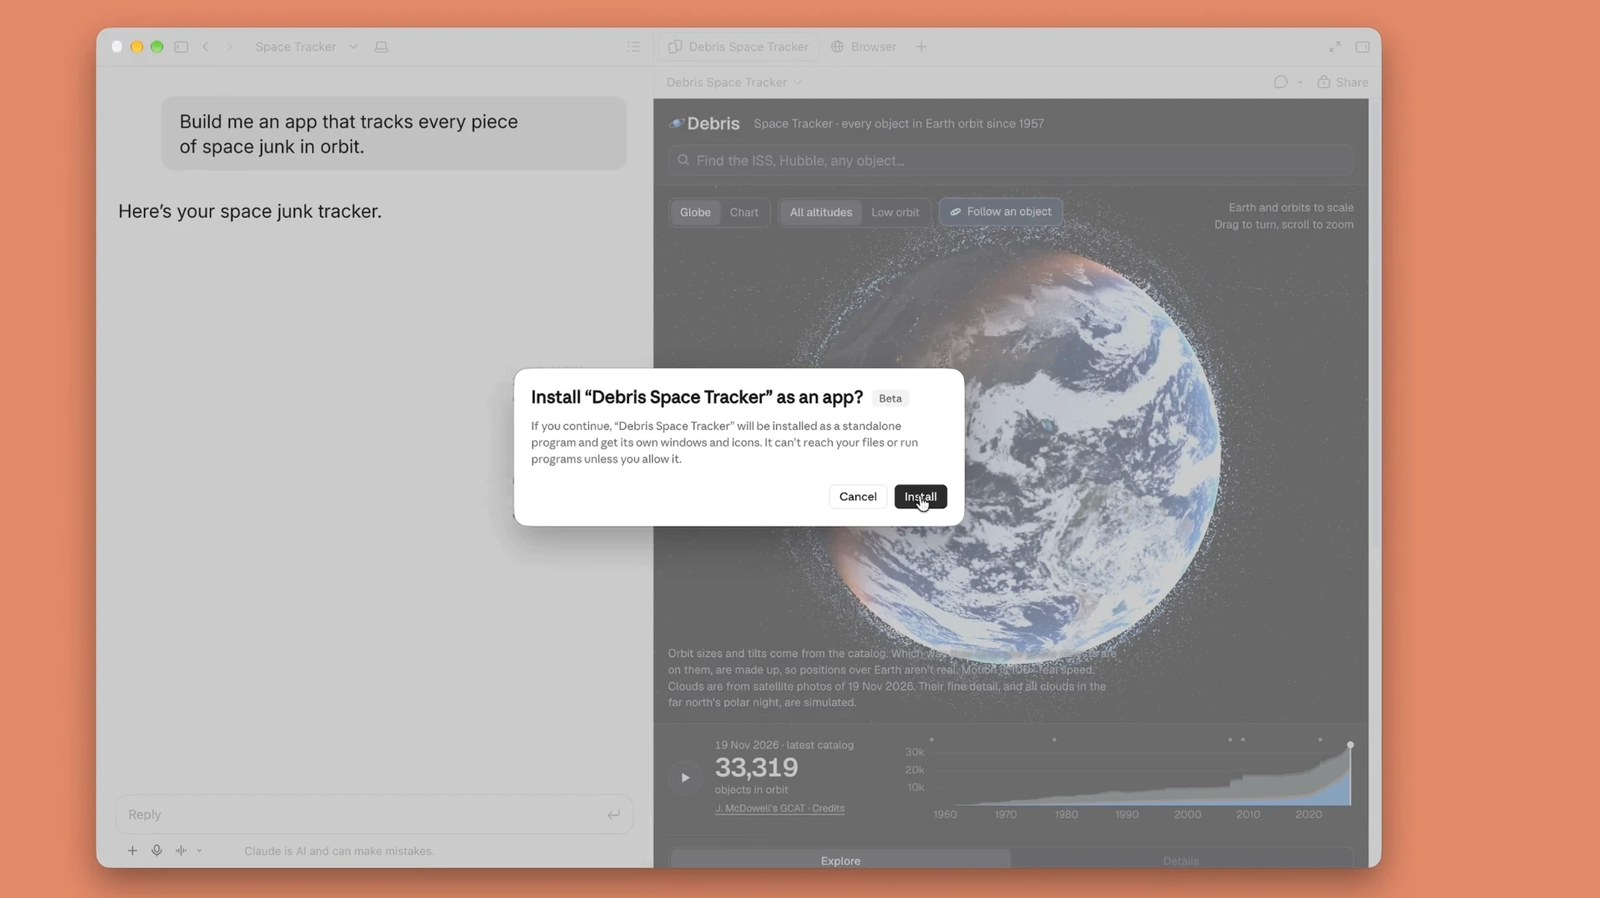 Space Tracker
Debris Space Tracker
Browser
Debris Space Tracker
Share
Build me an app that tracks every piece
of space junk in orbit.
Here's your space junk tracker.
Debris
Space Tracker · every object in Earth orbit since 1957
Find the ISS, Hubble, any object...
Globe
Chart
All altitudes
Low orbit
Follow an object
Earth and orbits to scale
Drag to turn, scroll to zoom
Install “Debris Space Tracker” as an app?
Beta
If you continue, “Debris Space Tracker” will be installed as a standalone
program and get its own windows and icons. It can't reach your files or run
programs unless you allow it.
Cancel
Install
Orbit sizes and tilts come from the catalog. Which are
on them, are made up, so positions over Earth aren't real. Motion speed.
Clouds are from satellite photos of 19 Nov 2026. Their fine detail, and all clouds in the
far north's polar night, are simulated.
19 Nov 2026 · latest catalog
33,319
objects in orbit
J. McDowell's GCAT · Credits
30k
20k
10k
1960
1970
1980
1990
2000
2010
2020
Explore
Details
Reply
Claude is AI and can make mistakes.